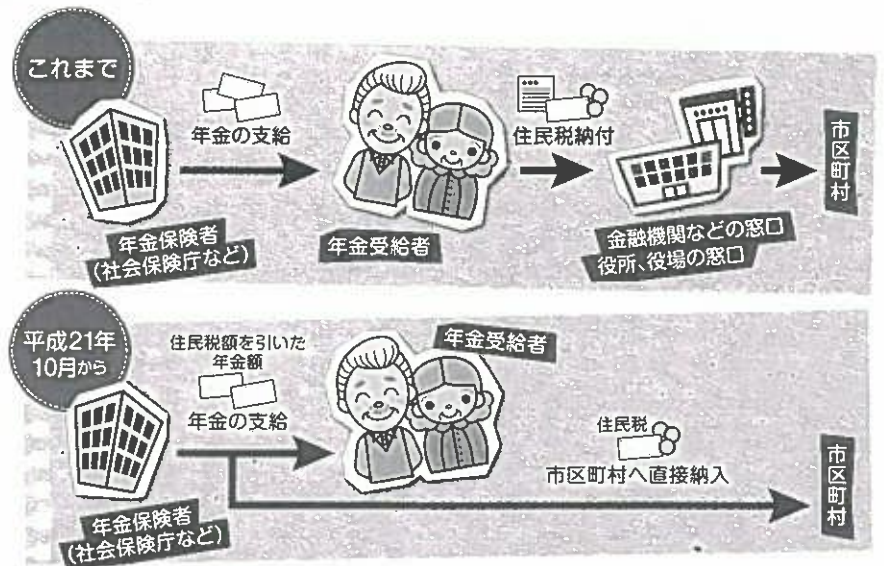 これまで
年金の支給
年金保険者
(社会保険庁など)
年金受給者
住民税納付
金融機関などの窓口
役所、役場の窓口
市区町村
平成21年
10月から
住民税額を引いた
年金額
年金の支給
年金保険者
(社会保険庁など)
年金受給者
住民税
市区町村へ直接納入
市区町村